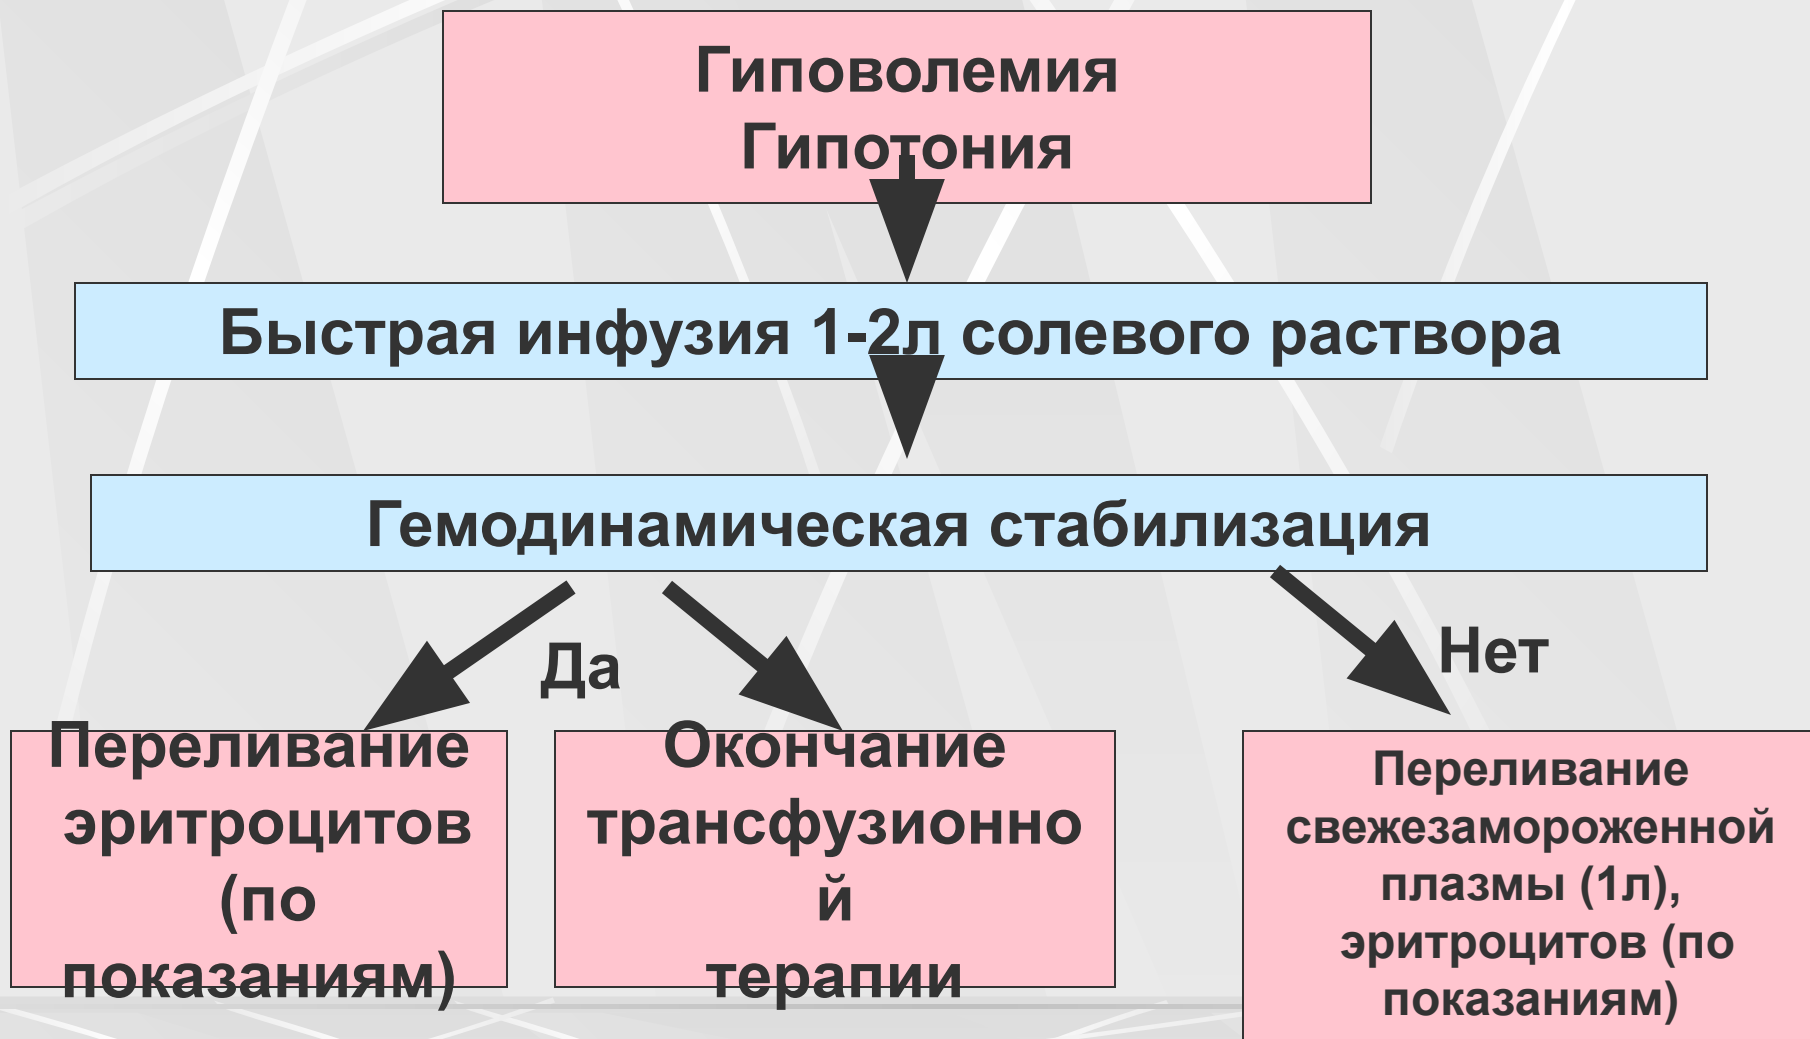 Гиповолемия
Гипотония
Быстрая инфузия 1-2л солевого раствора
Гемодинамическая стабилизация
Да
Нет
Переливание
эритроцитов
(по
показаниям)
Окончание
трансфузионно
й
терапии
Переливание
свежезамороженной
плазмы (1л),
эритроцитов (по
показаниям)